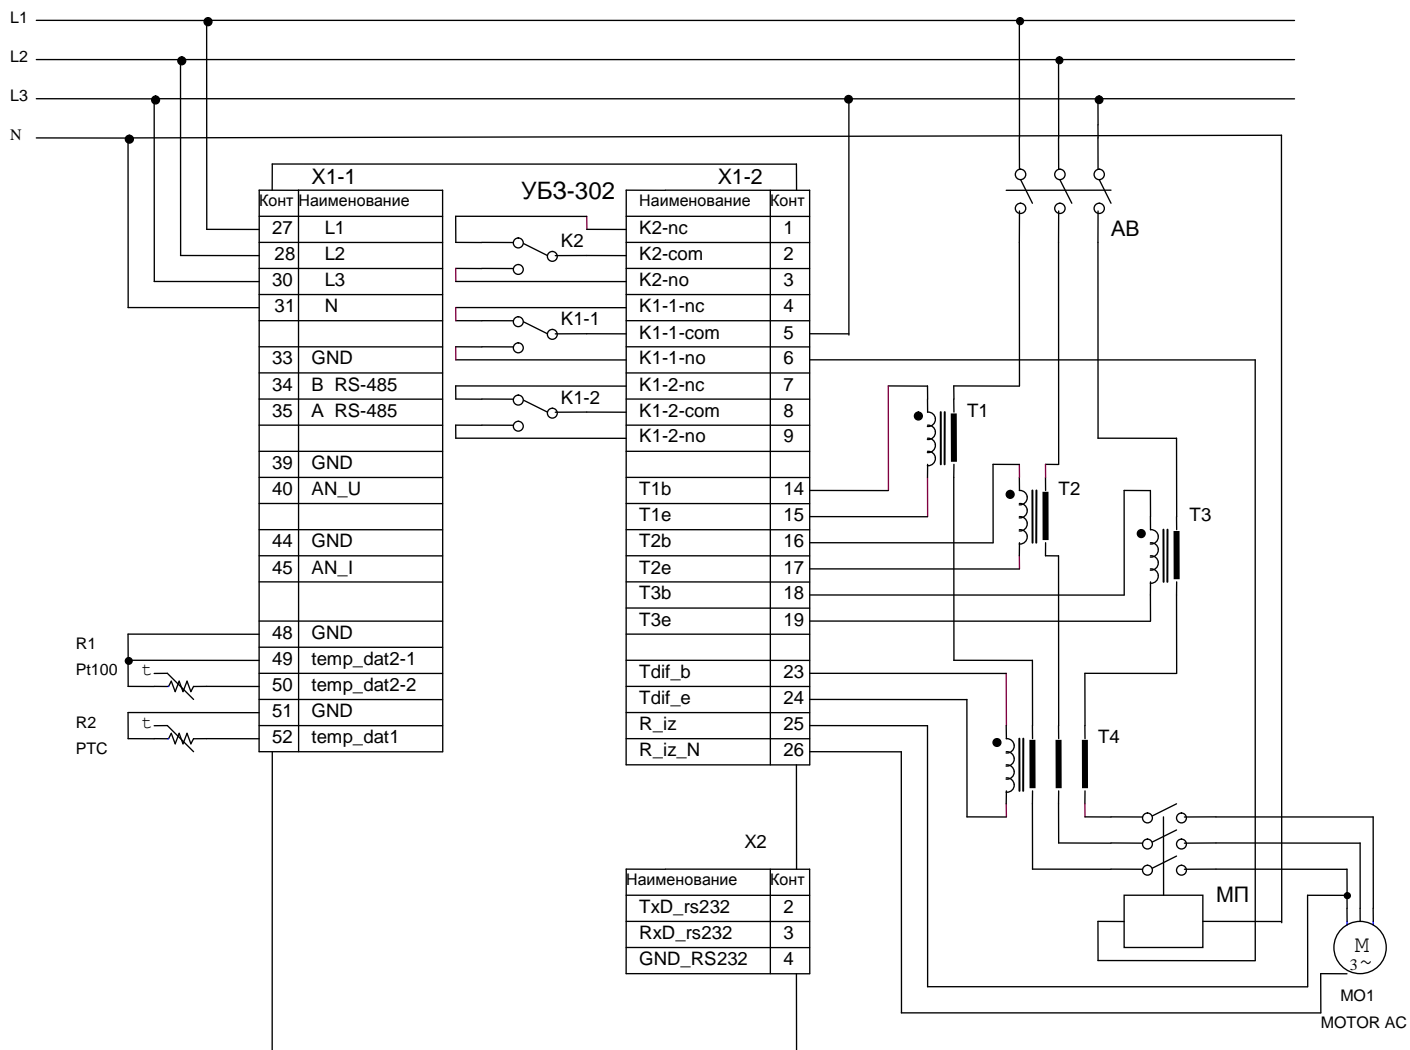 L1
L2
L3
N
УБЗ-302
X1-1
Конт Наименование
27 L1
28 L2
30 L3
31 N
33 GND
34 B RS-485
35 A RS-485
39 GND
40 AN_U
44 GND
45 AN_I
48 GND
49 temp_dat2-1
50 temp_dat2-2
51 GND
52 temp_dat1
R1
Pt100
t
R2
PTC
t
K2
K1-1
K1-2
X1-2
Наименование Конт
K2-nc 1
K2-com 2
K2-no 3
K1-1-nc 4
K1-1-com 5
K1-1-no 6
K1-2-nc 7
K1-2-com 8
K1-2-no 9
T1b 14
T1e 15
T2b 16
T2e 17
T3b 18
T3e 19
Tdif_b 23
Tdif_e 24
R_iz 25
R_iz_N 26
X2
Наименование Конт
TxD_rs232 2
RxD_rs232 3
GND_RS232 4
АВ
T1
T2
T3
T4
МП
M
3~
MO1
MOTOR AC